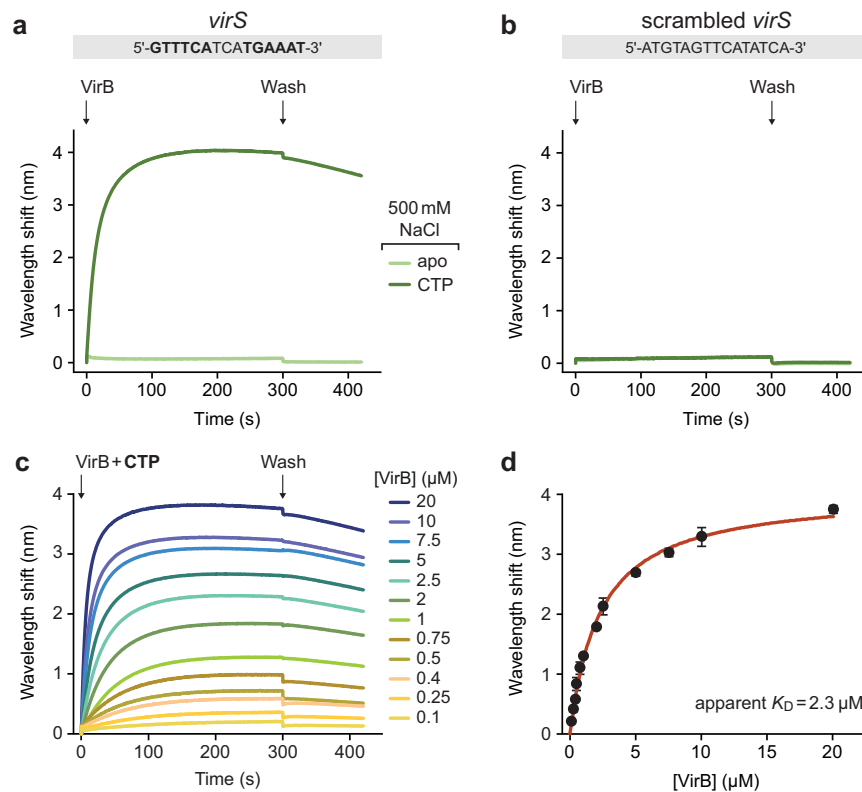 a
virS
5'-GTTTCATCATGAAAT-3'
VirB
Wash
Wavelength shift (nm)
4
3
2
1
0
0 100 200 300 400
Time (s)
500 mM
NaCl
apo
CTP
b
scrambled virS
5'-ATGTAGTTCATATCA-3'
VirB
Wash
Wavelength shift (nm)
4
3
2
1
0
0 100 200 300 400
Time (s)
c
VirB+CTP
Wash
Wavelength shift (nm)
4
3
2
1
0
0 100 200 300 400
Time (s)
[VirB] (µM)
20
10
7.5
5
2.5
2
1
0.75
0.5
0.4
0.25
0.1
d
Wavelength shift (nm)
4
3
2
1
0
0 5 10 15 20
[VirB] (µM)
apparent KD = 2.3 µM